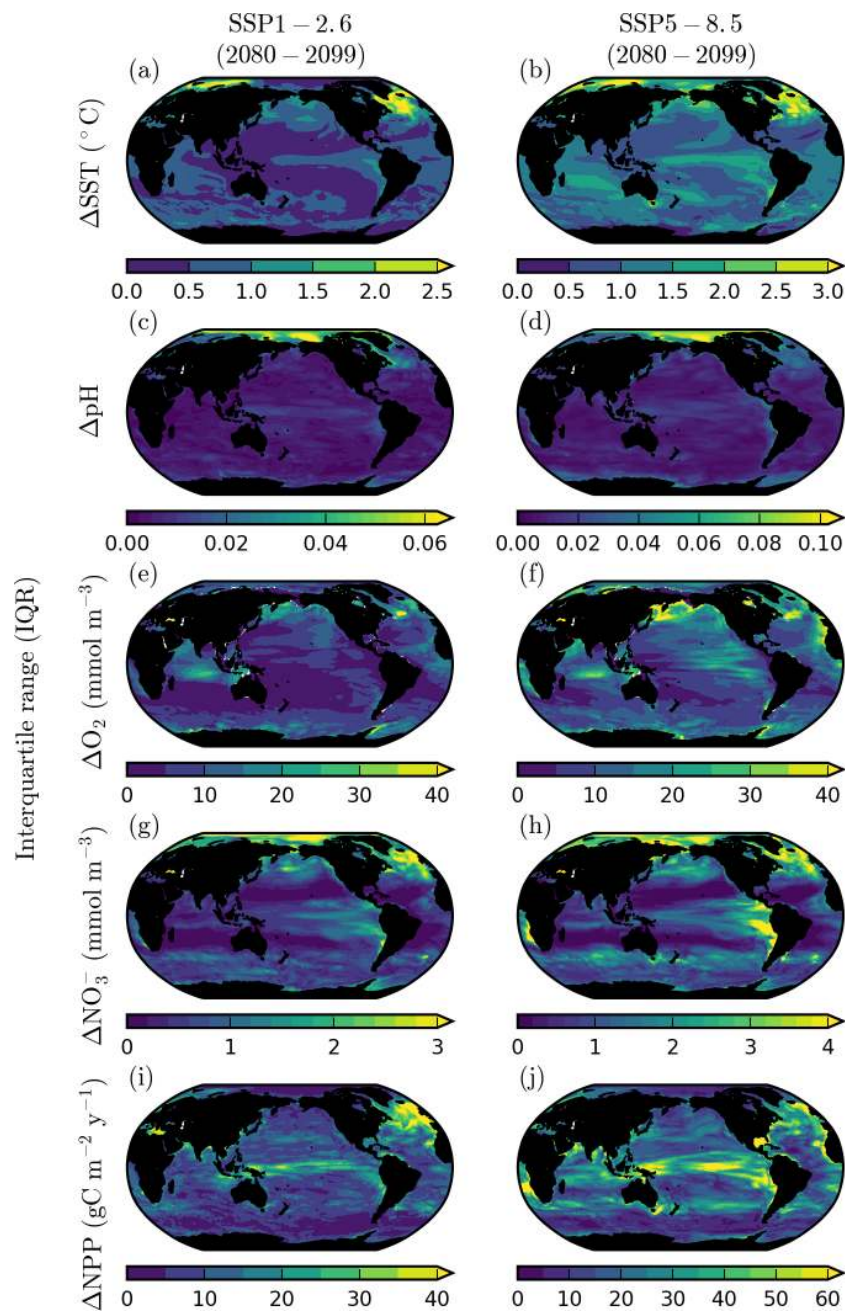 SSP1 − 2.6
(2080 − 2099)
SSP5 − 8.5
(2080 − 2099)
Interquartile range (IQR)
(a)
(b)
ΔSST (°C)
0.0 0.5 1.0 1.5 2.0 2.5
0.0 0.5 1.0 1.5 2.0 2.5 3.0
(c)
(d)
ΔpH
0.00 0.02 0.04 0.06
0.00 0.02 0.04 0.06 0.08 0.10
(e)
(f)
ΔO₂ (mmol m⁻³)
0 10 20 30 40
0 10 20 30 40
(g)
(h)
ΔNO₃⁻ (mmol m⁻³)
0 1 2 3
0 1 2 3 4
(i)
(j)
ΔNPP (gC m⁻² y⁻¹)
0 10 20 30 40
0 10 20 30 40 50 60